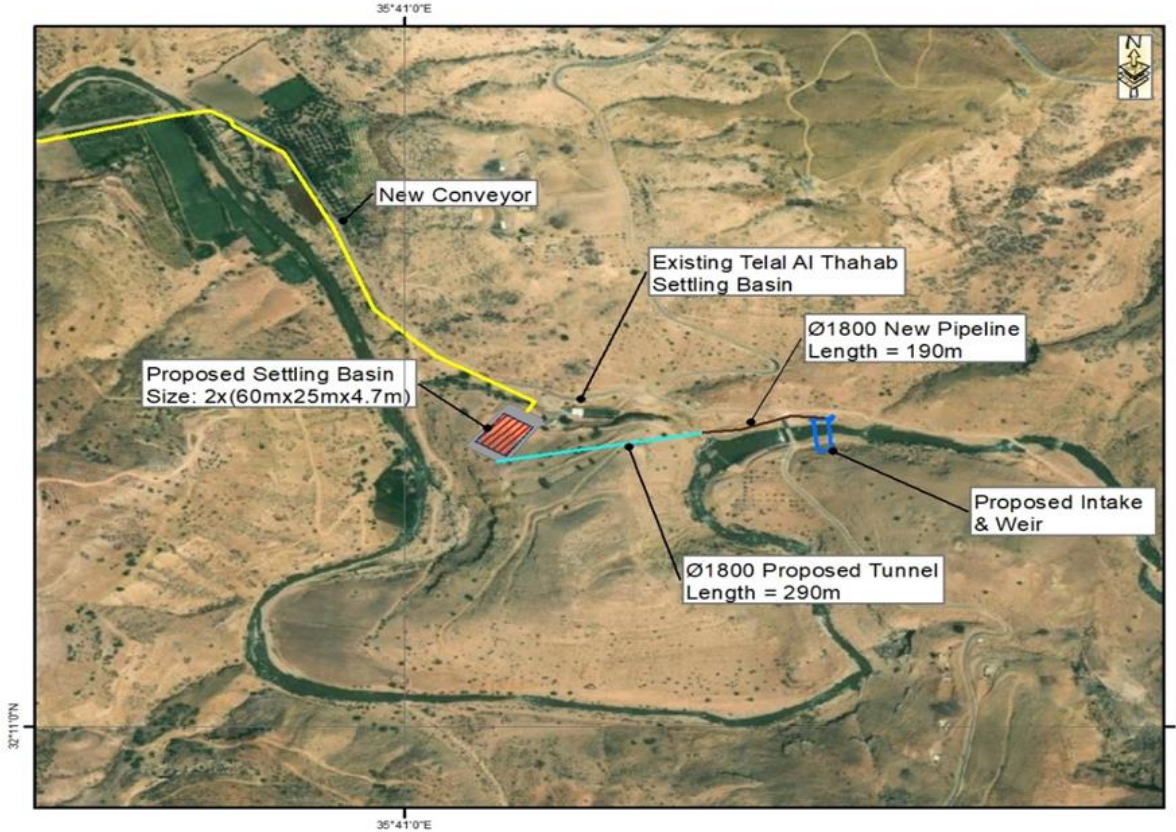 35°41'0"E
N
New Conveyor
Existing Telal Al Thahab
Settling Basin
Ø1800 New Pipeline
Length = 190m
Proposed Settling Basin
Size: 2x(60mx25mx4.7m)
Proposed Intake
& Weir
Ø1800 Proposed Tunnel
Length = 290m
32°11'0"N
35°41'0"E